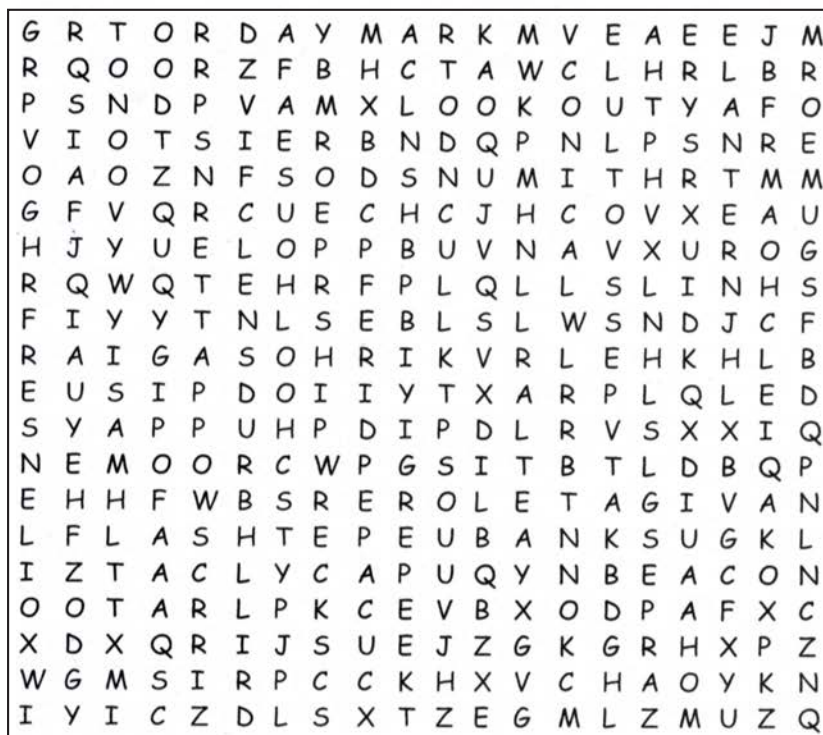 G R T O R D A Y M A R K M V E A E E J M
R Q O O R Z F B H C T A W C L H R L B R
P S N D P V A M X L O O K O U T Y A F O
V I O T S I E R B N D Q P N L P S N R E
O A O Z N F S O D S N U M I T H R T M M
G F V Q R C U E C H C J H C O V X E A U
H J Y U E L O P P B U V N A V X U R O G
R Q W Q T E H R F P L Q L L S L I N H S
F I Y Y T N L S E B L S L W S N D J C F
R A I G A S O H R I K V R L E H K H L B
E U S I P D O I I Y T X A R P L Q L E D
S Y A P P U H P D I P D L R V S X X I Q
N E M O O R C W P G S I T B T L D B Q P
E H H F W B S R E R O L E T A G I V A N
L F L A S H T E P E U B A N K S U G K L
I Z T A C L Y C A P U Q Y N B E A C O N
O O T A R L P K C E V B X O D P A F X C
X D X Q R I J S U E J Z G K G R H X P Z
W G M S I R P C C K H X V C H A O Y K N
I Y I C Z D L S X T Z E G M L Z M U Z Q